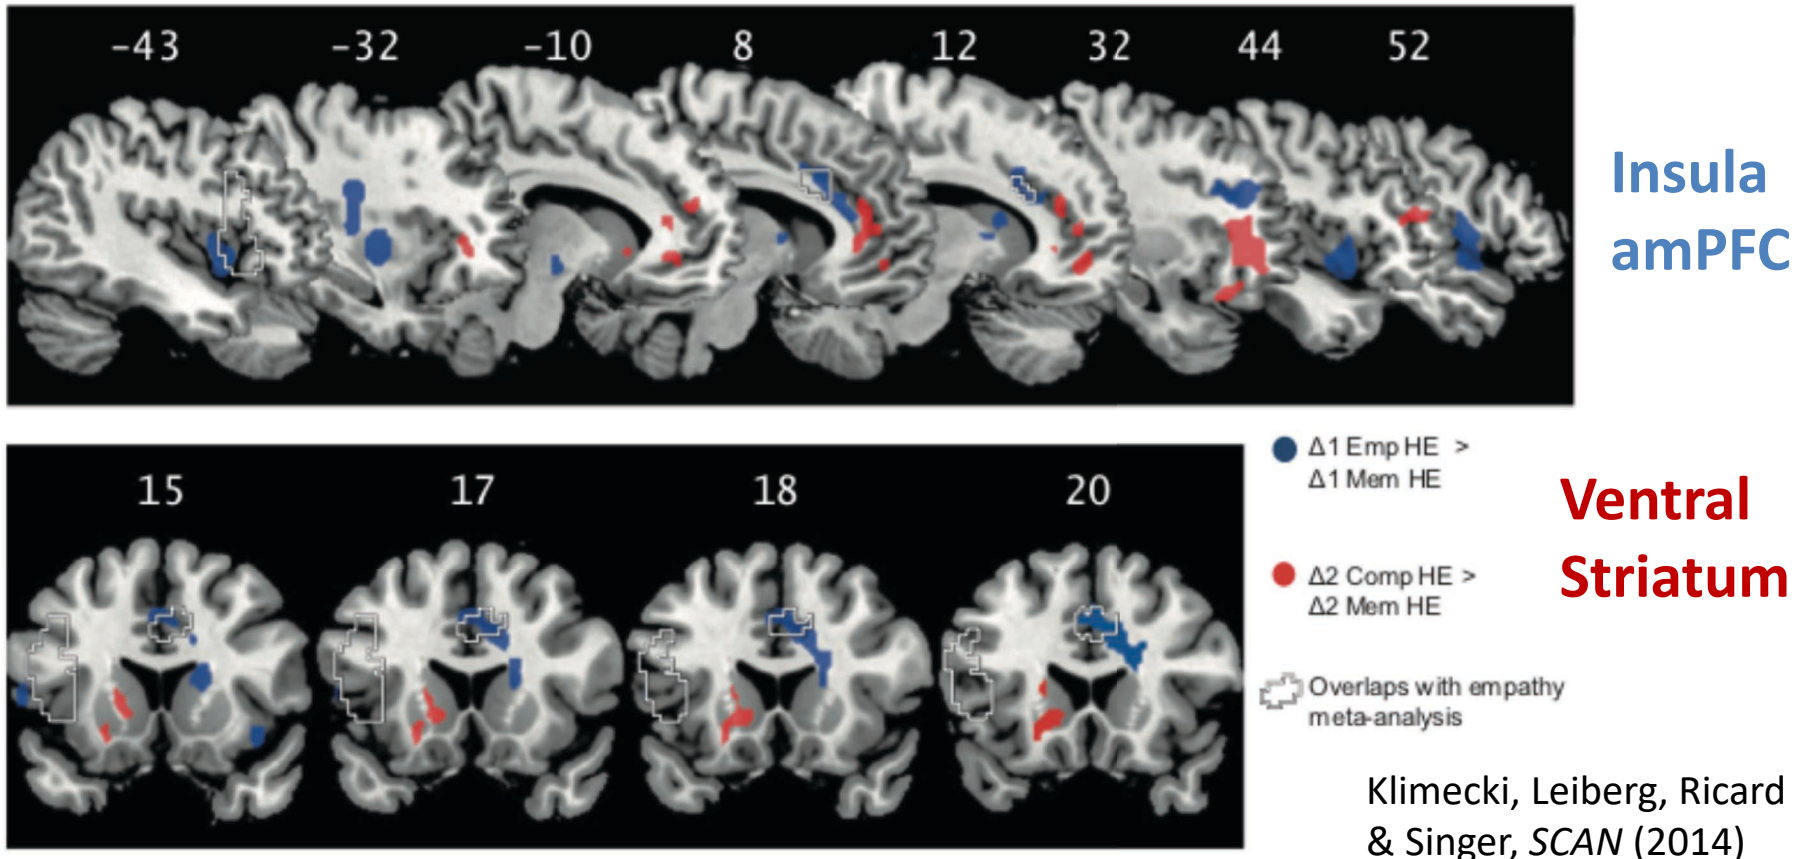 -43 -32 -10 8 12 32 44 52
Insula
amPFC
15 17 18 20
Δ1 Emp HE >
Δ1 Mem HE
Ventral
Striatum
Δ2 Comp HE >
Δ2 Mem HE
Overlaps with empathy
meta-analysis
Klimecki, Leiberg, Ricard
& Singer, SCAN (2014)